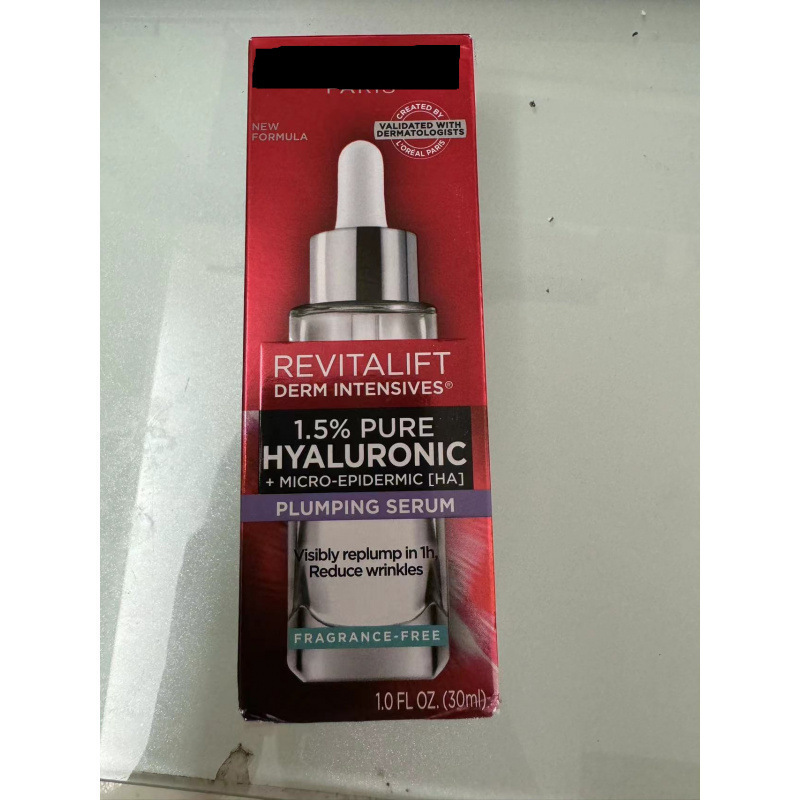 PARIS
NEW
FORMULA
CREATED BY
VALIDATED WITH
DERMATOLOGISTS
L'ORÉAL PARIS
REVITALIFT
DERM INTENSIVES®
1.5% PURE
HYALURONIC
+ MICRO-EPIDERMIC [HA]
PLUMPING SERUM
Visibly replump in 1h.
Reduce wrinkles
FRAGRANCE-FREE
1.0 FL OZ. (30ml)